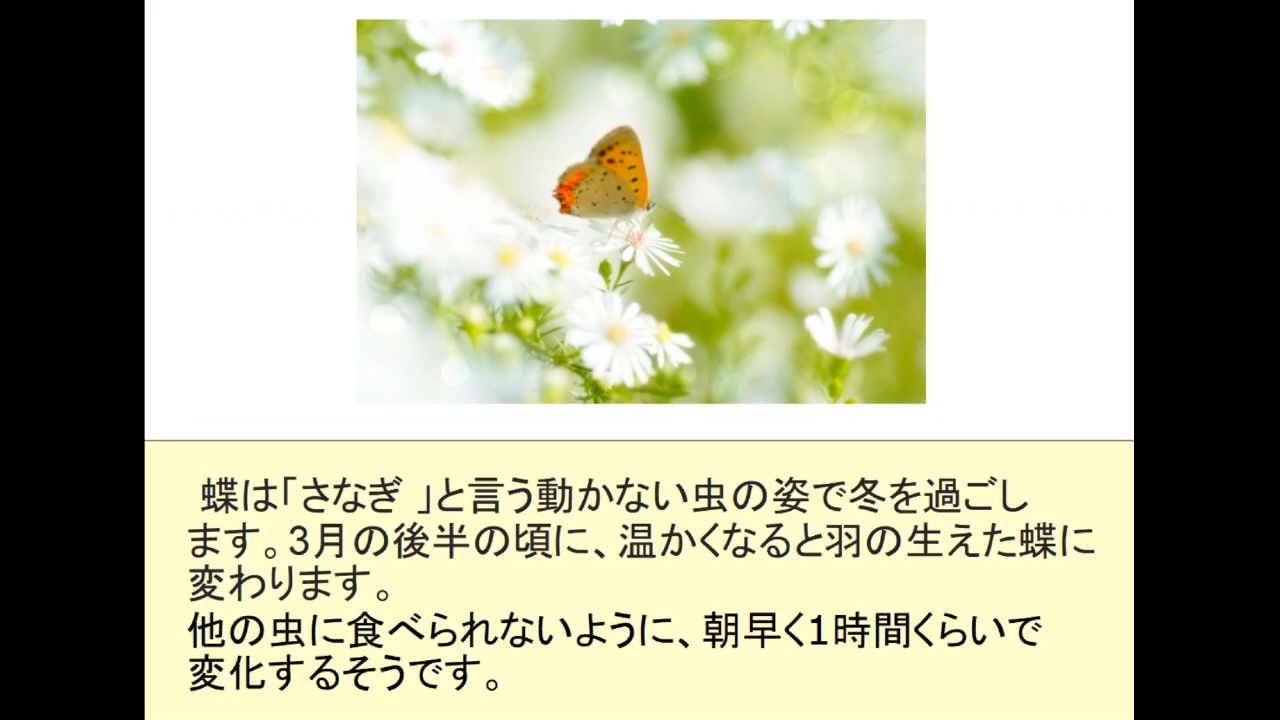 蝶は「さなぎ 」と言う動かない虫の姿で冬を過ごし
ます。3月の後半の頃に、温かくなると羽の生えた蝶に
変わります。
他の虫に食べられないように、朝早く1時間くらいで
変化するそうです。